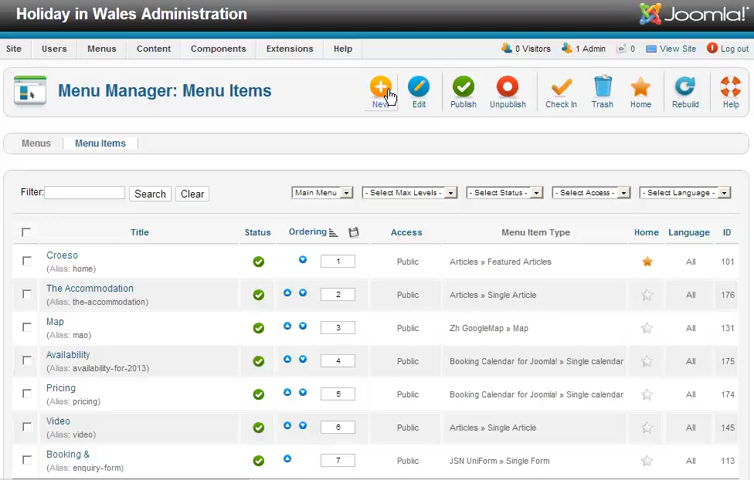 Holiday in Wales Administration
Joomla!
Site Users Menus Content Components Extensions Help 0 Visitors 1 Admin 0 View Site Log out
Menu Manager: Menu Items
New Edit Publish Unpublish Check In Trash Home Rebuild Help
Menus Menu Items
Filter: Search Clear Main Menu - Select Max Levels - - Select Status - - Select Access - - Select Language -
Title Status Ordering Access Menu Item Type Home Language ID
Croeso
(Alias: home) 1 Public Articles » Featured Articles All 101
The Accommodation
(Alias: the-accommodation) 2 Public Articles » Single Article All 176
Map
(Alias: mao) 3 Public Zh GoogleMap » Map All 131
Availability
(Alias: availability-for-2013) 4 Public Booking Calendar for Joomla! » Single calendar All 175
Pricing
(Alias: pricing) 5 Public Booking Calendar for Joomla! » Single calendar All 174
Video
(Alias: video) 6 Public Articles » Single Article All 145
Booking &
(Alias: enquiry-form) 7 Public JSN UniForm » Single Form All 113